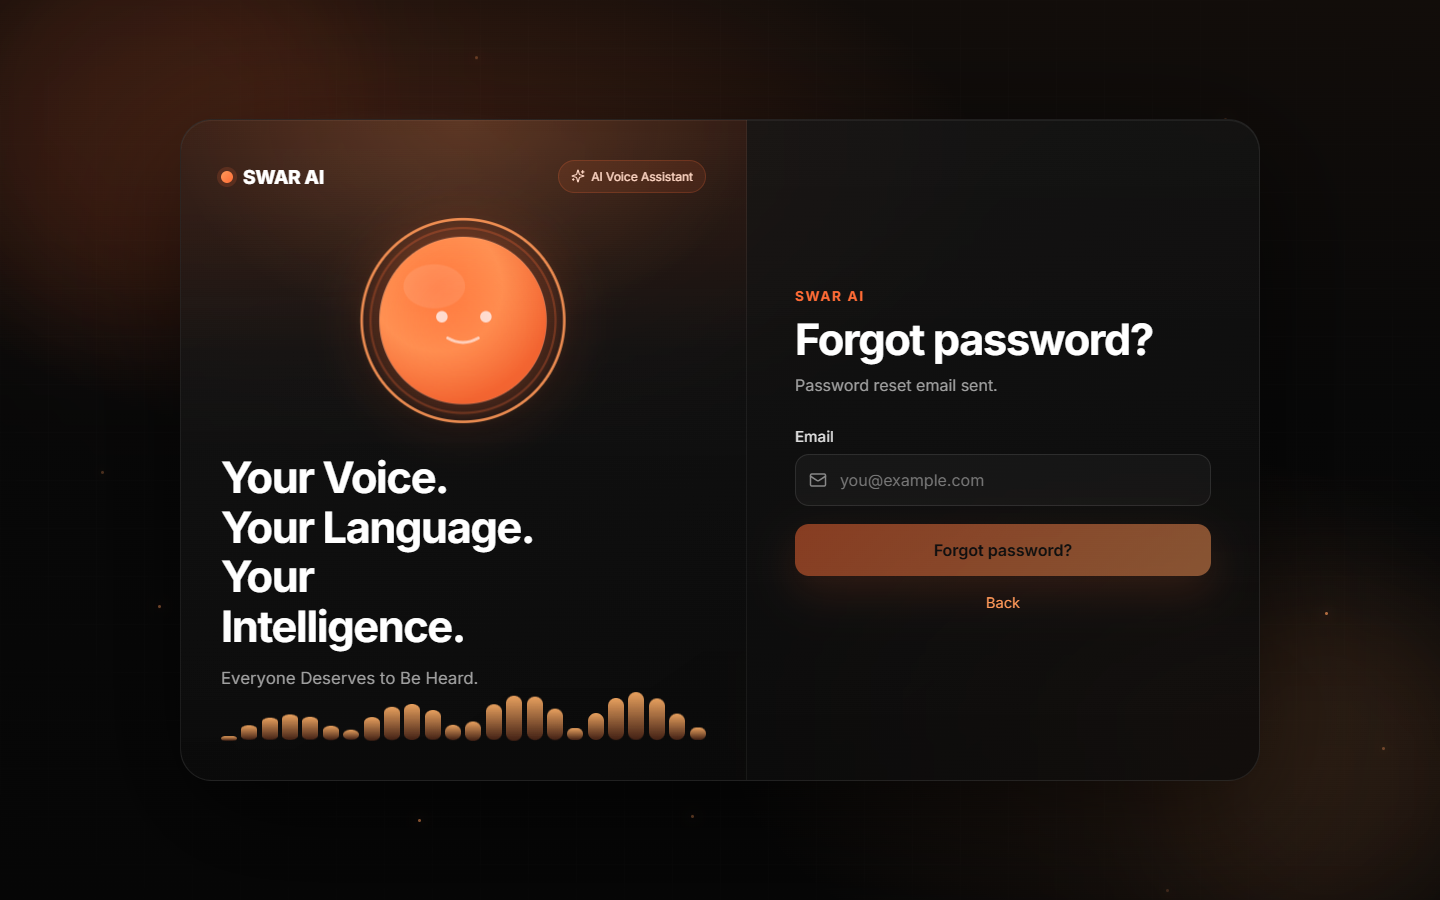 SWAR AI
AI Voice Assistant
Your Voice.
Your Language.
Your
Intelligence.
Everyone Deserves to Be Heard.
SWAR AI
Forgot password?
Password reset email sent.
Email
you@example.com
Forgot password?
Back